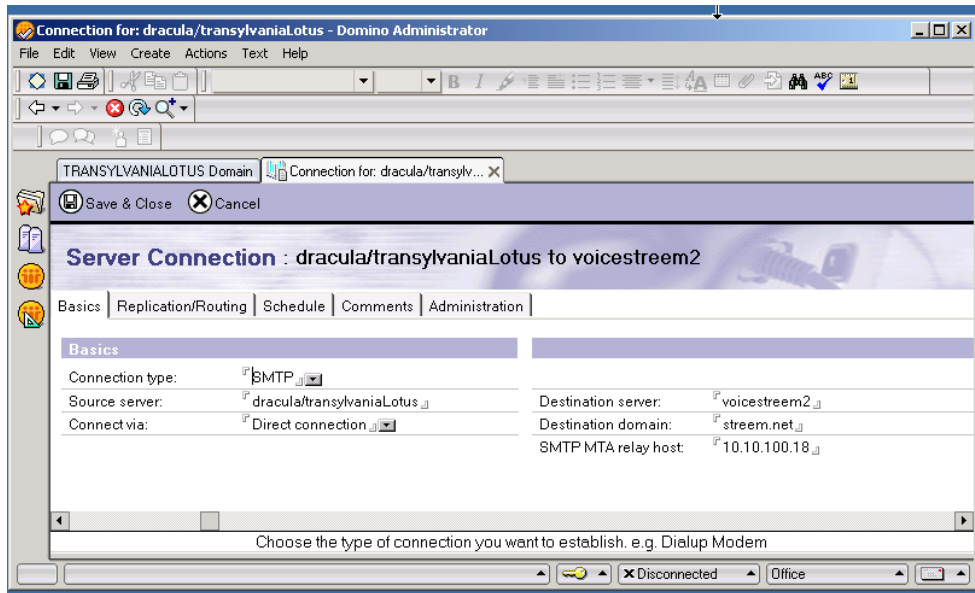 Connection for: dracula/transylvaniaLotus - Domino Administrator
File Edit View Create Actions Text Help
B I
ABC
TRANSYLVANIALOTUS Domain Connection for: dracula/transylv...
Save & Close Cancel
Server Connection : dracula/transylvaniaLotus to voicestreem2
Basics Replication/Routing Schedule Comments Administration
Basics
Connection type: SMTP
Source server: dracula/transylvaniaLotus Destination server: voicestreem2
Connect via: Direct connection Destination domain: streem.net
SMTP MTA relay host: 10.10.100.18
Choose the type of connection you want to establish. e.g. Dialup Modem
Disconnected Office